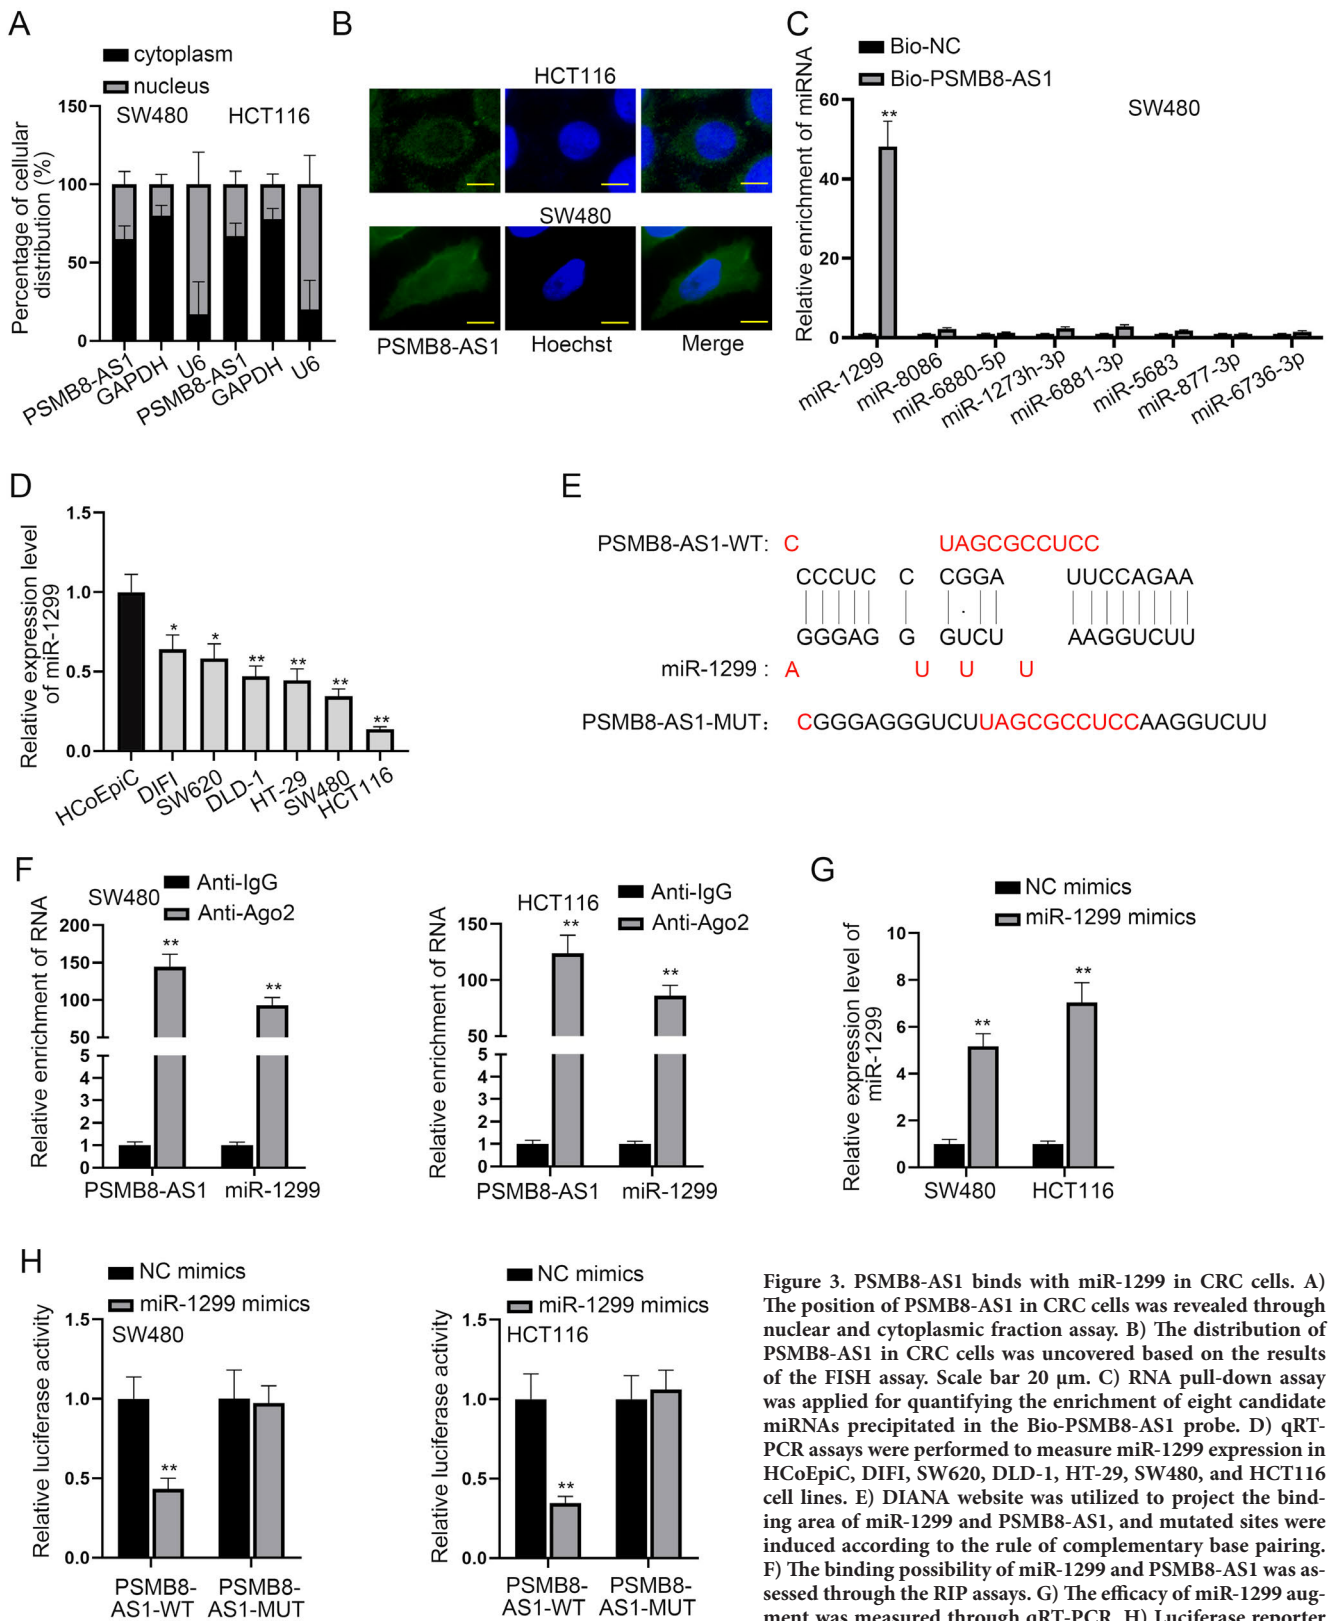 A
cytoplasm
nucleus
SW480 HCT116
Percentage of cellular
distribution (%)
150
100
50
0
PSMB8-AS1
GAPDH
U6
PSMB8-AS1
GAPDH
U6
B
HCT116
SW480
PSMB8-AS1 Hoechst Merge
C
Bio-NC
Bio-PSMB8-AS1
SW480
Relative enrichment of miRNA
60
40
20
0
**
miR-1299
miR-8086
miR-6880-5p
miR-1273h-3p
miR-6881-3p
miR-5683
miR-877-3p
miR-6736-3p
D
Relative expression level
of miR-1299
1.5
1.0
0.5
0.0
* * ** ** ** **
HCoEpiC
DIFI
SW620
DLD-1
HT-29
SW480
HCT116
E
PSMB8-AS1-WT: C UAGCGCCUCC
CCCUC C CGGA UUCCAGAA
GGGAG G GUCU AAGGUCUU
miR-1299 : A U U U
PSMB8-AS1-MUT: CGGGAGGGUCUUAGCGCCUCCAAGGUCUU
F
SW480
Anti-IgG
Anti-Ago2
Relative enrichment of RNA
200
150
100
50
5
4
3
2
1
0
** **
PSMB8-AS1 miR-1299
HCT116
Anti-IgG
Anti-Ago2
Relative enrichment of RNA
150
100
50
5
4
3
2
1
0
** **
PSMB8-AS1 miR-1299
G
NC mimics
miR-1299 mimics
Relative expression level of
miR-1299
10
8
6
4
2
0
** **
SW480 HCT116
H
NC mimics
miR-1299 mimics
SW480
Relative luciferase activity
1.5
1.0
0.5
0.0
**
PSMB8- PSMB8-
AS1-WT AS1-MUT
NC mimics
miR-1299 mimics
HCT116
Relative luciferase activity
1.5
1.0
0.5
0.0
**
PSMB8- PSMB8-
AS1-WT AS1-MUT
Figure 3. PSMB8-AS1 binds with miR-1299 in CRC cells. A)
The position of PSMB8-AS1 in CRC cells was revealed through
nuclear and cytoplasmic fraction assay. B) The distribution of
PSMB8-AS1 in CRC cells was uncovered based on the results
of the FISH assay. Scale bar 20 µm. C) RNA pull-down assay
was applied for quantifying the enrichment of eight candidate
miRNAs precipitated in the Bio-PSMB8-AS1 probe. D) qRT-
PCR assays were performed to measure miR-1299 expression in
HCoEpiC, DIFI, SW620, DLD-1, HT-29, SW480, and HCT116
cell lines. E) DIANA website was utilized to project the bind-
ing area of miR-1299 and PSMB8-AS1, and mutated sites were
induced according to the rule of complementary base pairing.
F) The binding possibility of miR-1299 and PSMB8-AS1 was as-
sessed through the RIP assays. G) The efficacy of miR-1299 aug-
ment was measured through qRT-PCR. H) Luciferase reporter